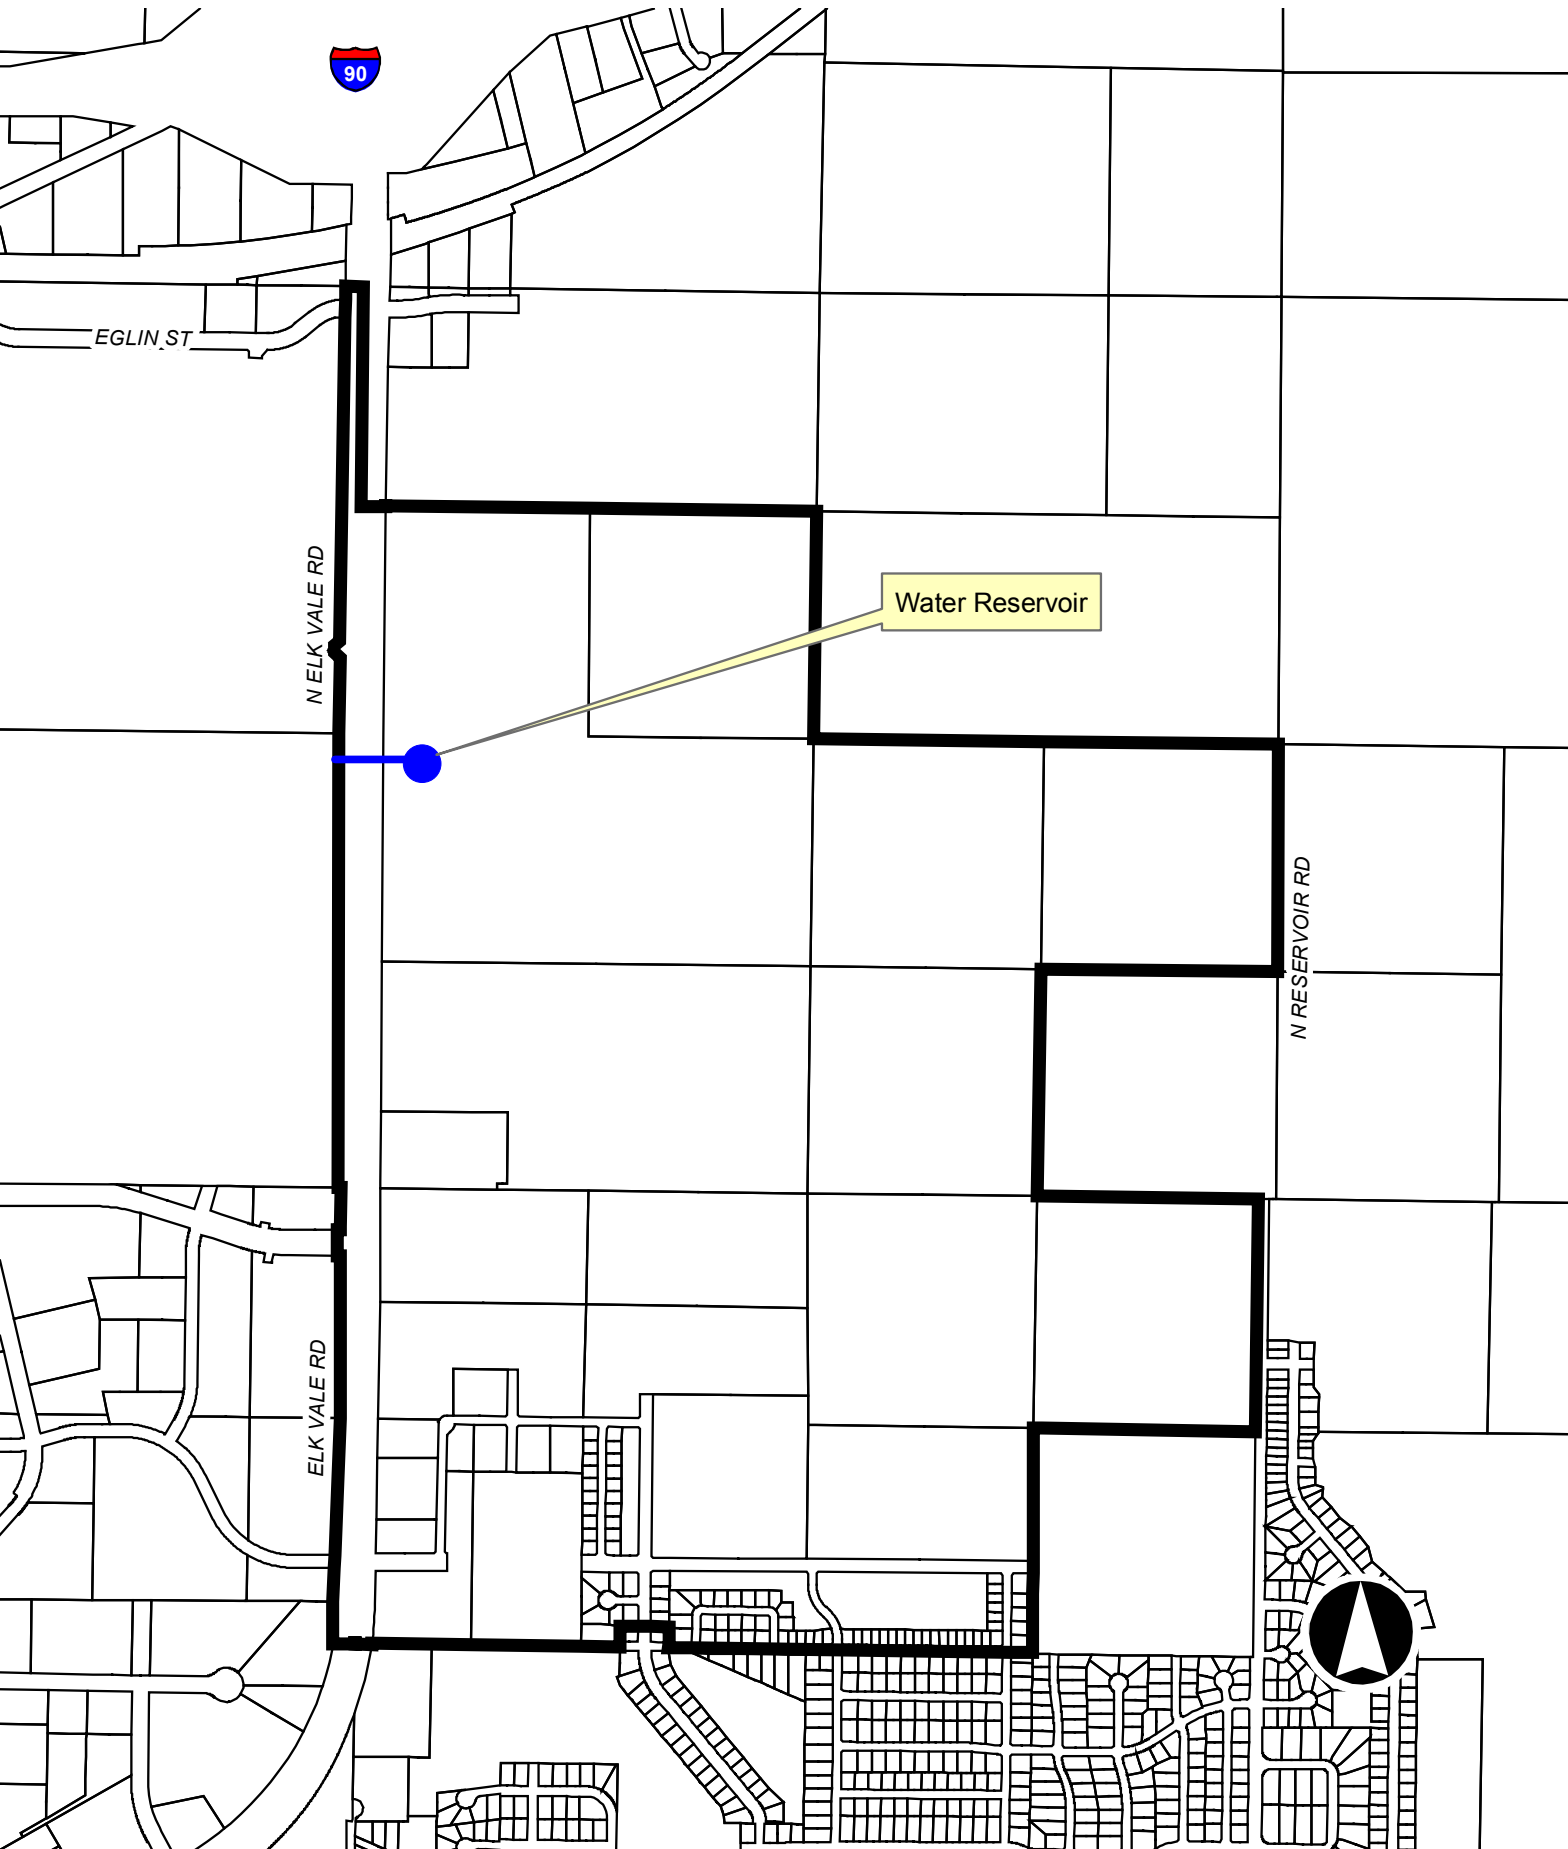 90
EGLIN ST
N ELK VALE RD
Water Reservoir
N RESERVOIR RD
ELK VALE RD